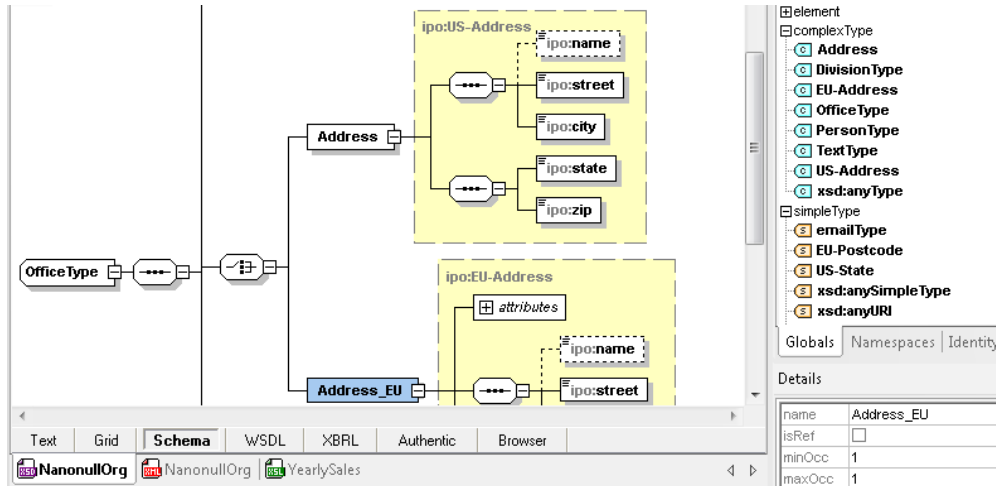 ipo:US-Address
ipo:name
ipo:street
ipo:city
Address
ipo:state
ipo:zip
OfficeType
ipo:EU-Address
attributes
ipo:name
Address_EU
ipo:street
Text Grid Schema WSDL XBRL Authentic Browser
XSD NanonullOrg XML NanonullOrg XSL YearlySales
element
complexType
C Address
C DivisionType
C EU-Address
C OfficeType
C PersonType
C TextType
C US-Address
C xsd:anyType
simpleType
S emailType
S EU-Postcode
S US-State
S xsd:anySimpleType
S xsd:anyURI
Globals Namespaces Identity
Details
name Address_EU
isRef
minOcc 1
maxOcc 1